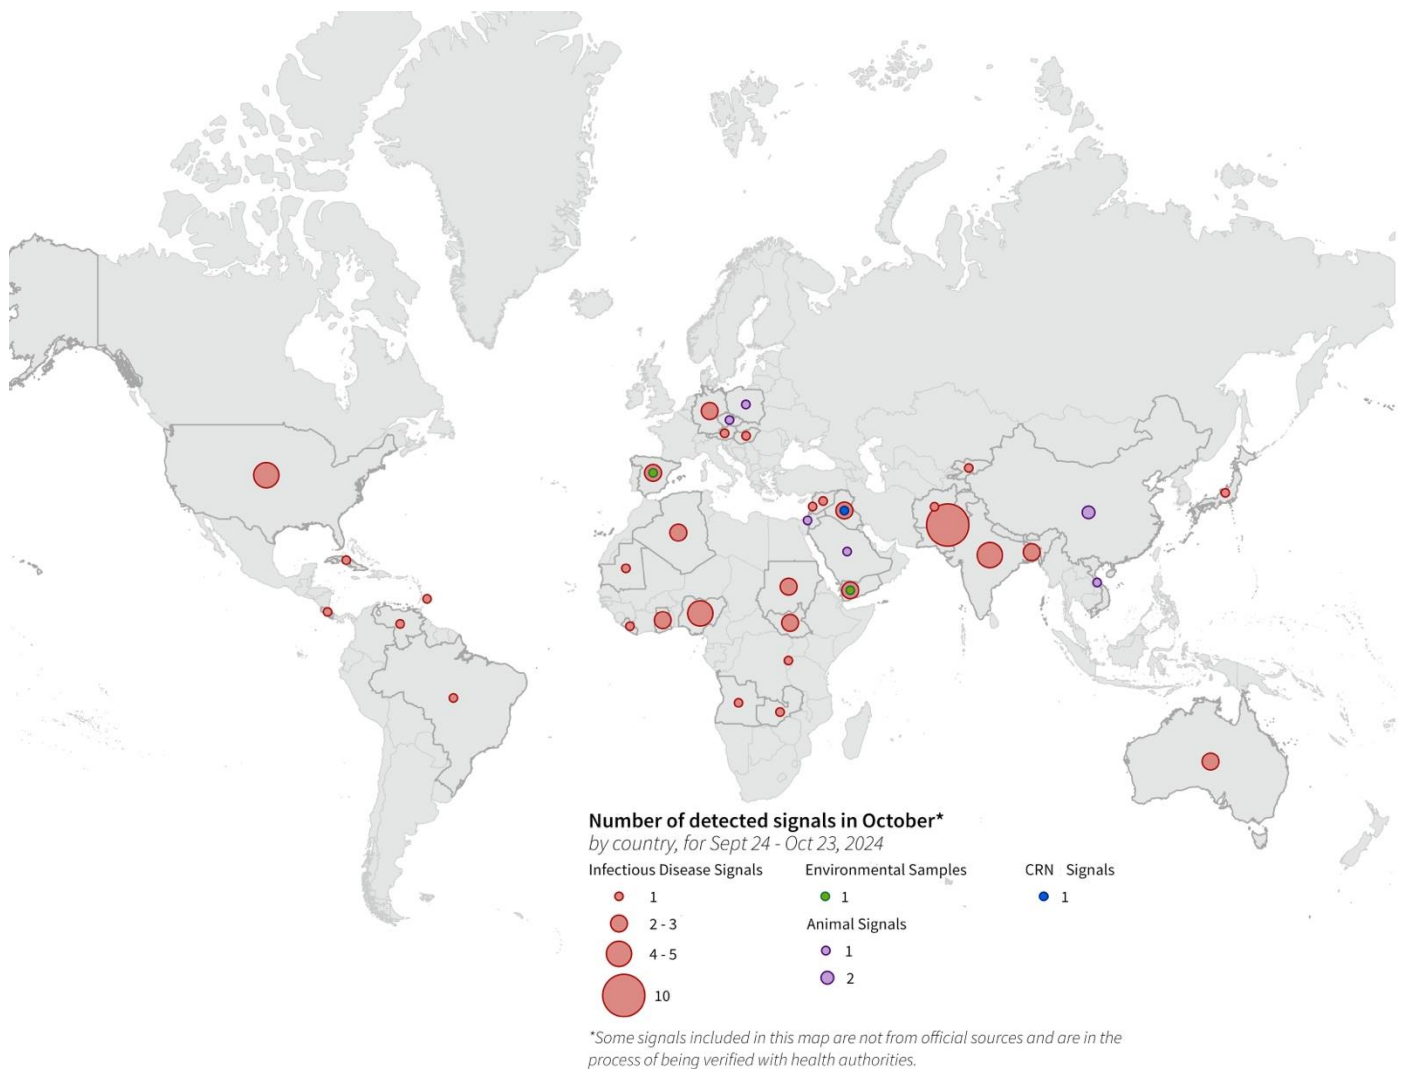 Number of detected signals in October*
by country, for Sept 24 - Oct 23, 2024
Infectious Disease Signals
1
2 - 3
4 - 5
10
Environmental Samples
1
Animal Signals
1
2
CRN Signals
1
*Some signals included in this map are not from official sources and are in the
process of being verified with health authorities.